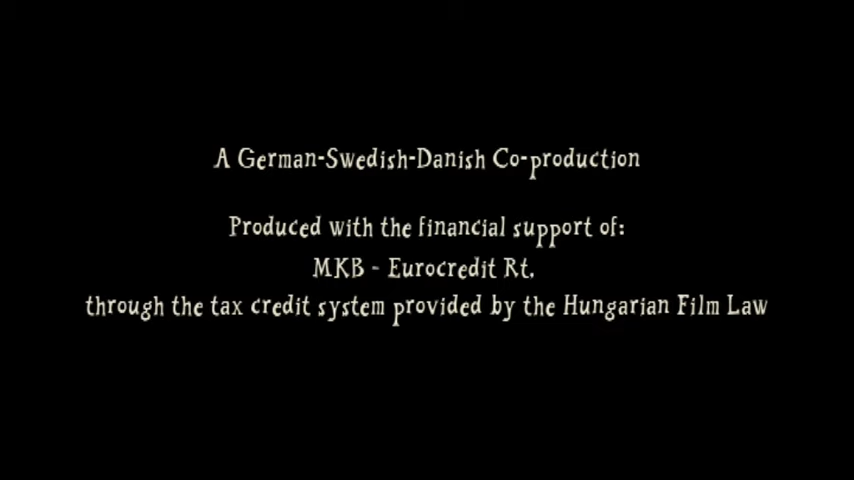 A German-Swedish-Danish Co-production
Produced with the financial support of:
MKB - Eurocredit Rt.
through the tax credit system provided by the Hungarian Film Law